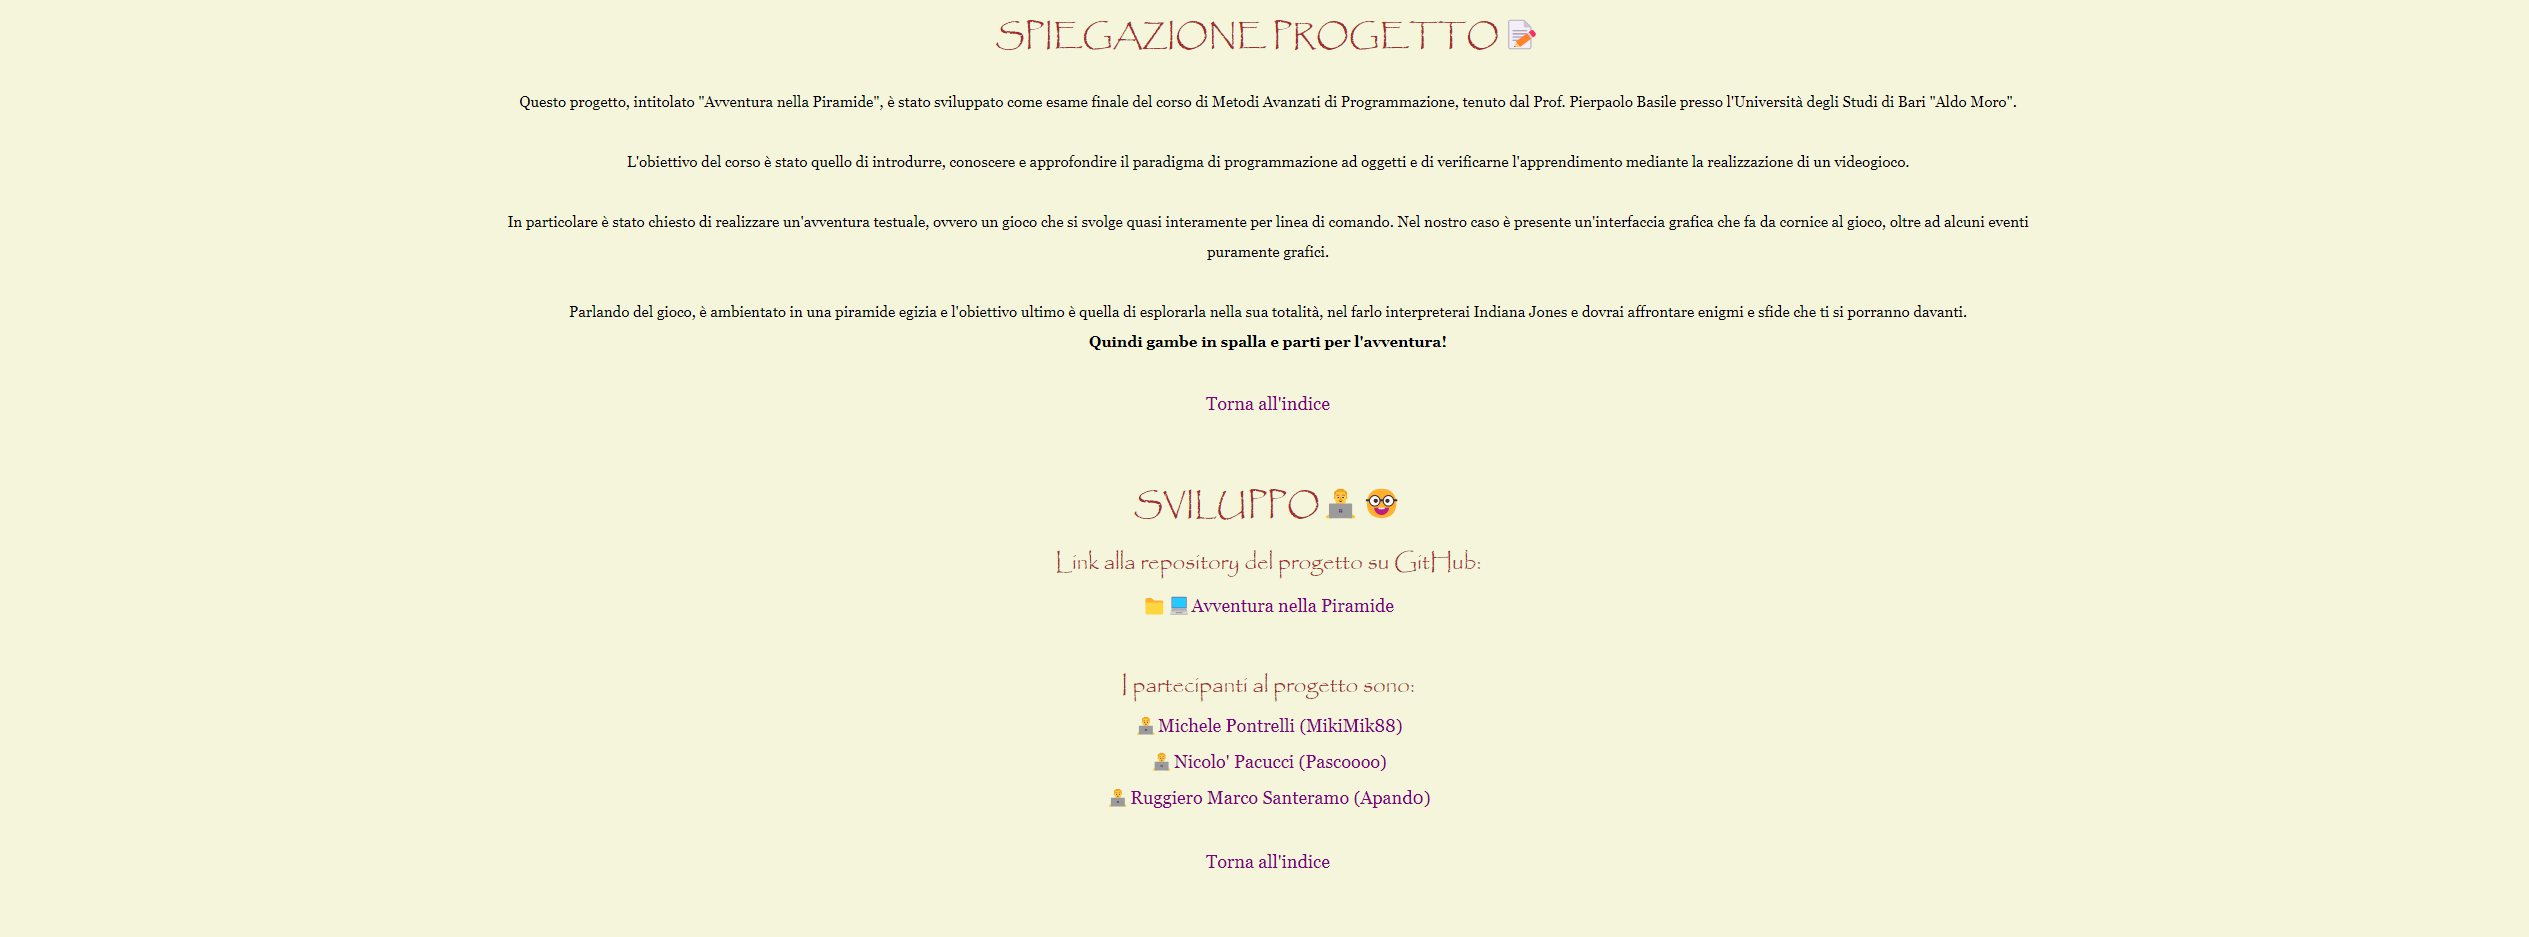 SPIEGAZIONE PROGETTO
Questo progetto, intitolato "Avventura nella Piramide", è stato sviluppato come esame finale del corso di Metodi Avanzati di Programmazione, tenuto dal Prof. Pierpaolo Basile presso l'Università degli Studi di Bari "Aldo Moro".
L'obiettivo del corso è stato quello di introdurre, conoscere e approfondire il paradigma di programmazione ad oggetti e di verificarne l'apprendimento mediante la realizzazione di un videogioco.
In particolare è stato chiesto di realizzare un'avventura testuale, ovvero un gioco che si svolge quasi interamente per linea di comando. Nel nostro caso è presente un'interfaccia grafica che fa da cornice al gioco, oltre ad alcuni eventi
puramente grafici.
Parlando del gioco, è ambientato in una piramide egizia e l'obiettivo ultimo è quella di esplorarla nella sua totalità, nel farlo interpreterai Indiana Jones e dovrai affrontare enigmi e sfide che ti si porranno davanti.
Quindi gambe in spalla e parti per l'avventura!
Torna all'indice
SVILUPPO
Link alla repository del progetto su GitHub:
Avventura nella Piramide
I partecipanti al progetto sono:
Michele Pontrelli (MikiMik88)
Nicolo' Pacucci (Pascoooo)
Ruggiero Marco Santeramo (Apand0)
Torna all'indice